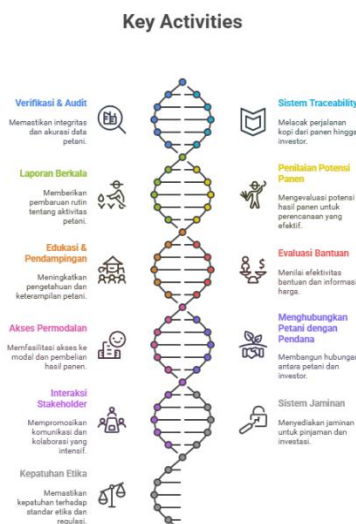 Key Activities
Verifikasi & Audit
Memastikan integritas
dan akurasi data
petani.
Sistem Traceability
Melacak perjalanan
kopi dari panen hingga
investor.
Laporan Berkala
Memberikan
pembaruan rutin
tentang aktivitas
petani.
Penilaian Potensi
Panen
Mengevaluasi potensi
hasil panen untuk
perencanaan yang
efektif.
Edukasi &
Pendampingan
Meningkatkan
pengetahuan dan
keterampilan petani.
Evaluasi Bantuan
Menilai efektivitas
bantuan dan informasi
harga.
Akses Permodalan
Memfasilitasi akses ke
modal dan pembelian
hasil panen.
Menghubungkan
Petani dengan
Pendana
Membangun hubungan
antara petani dan
investor.
Interaksi
Stakeholder
Mempromosikan
komunikasi dan
kolaborasi yang
intensif.
Sistem Jaminan
Menyediakan jaminan
untuk pinjaman dan
investasi.
Kepatuhan Etika
Memastikan
kepatuhan terhadap
standar etika dan
regulasi.